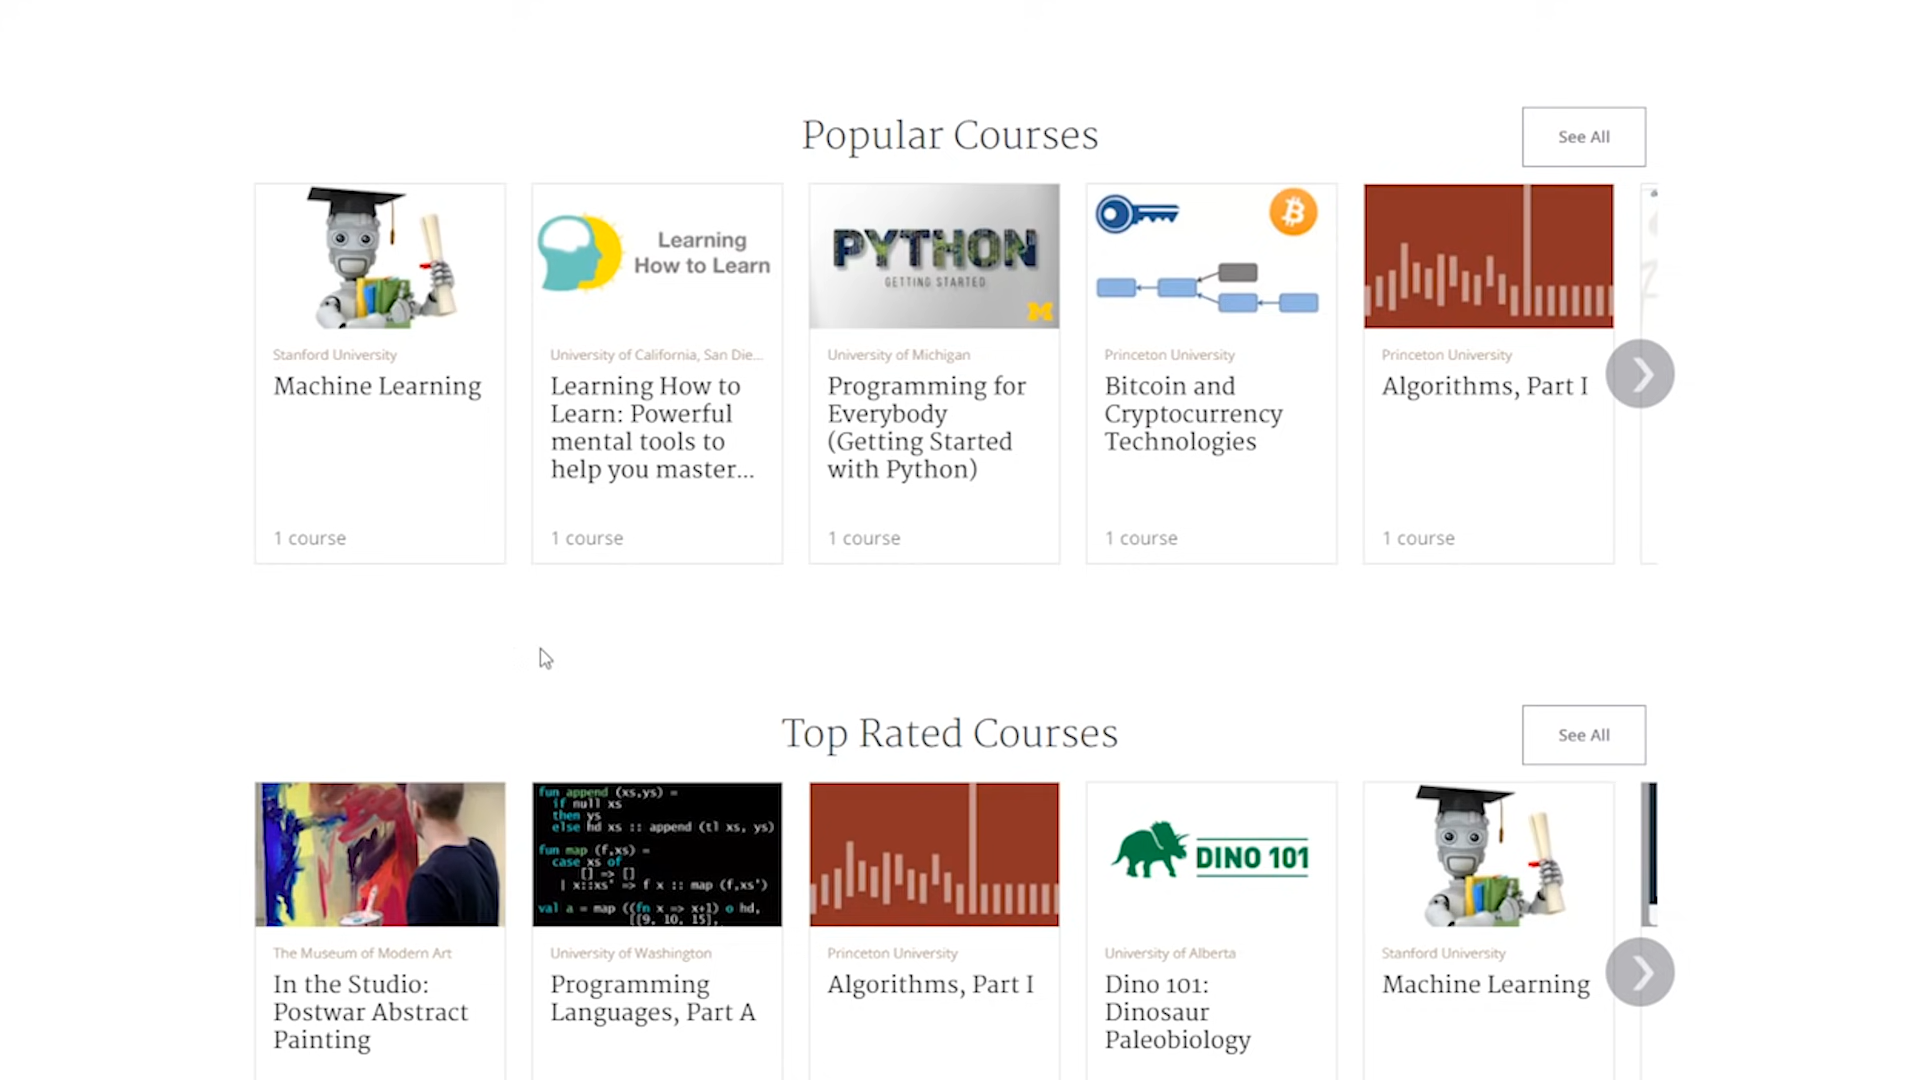 Popular Courses
See All
Learning
How to Learn
PYTHON
GETTING STARTED
Stanford University
Machine Learning
1 course
University of California, San Die...
Learning How to
Learn: Powerful
mental tools to
help you master...
1 course
University of Michigan
Programming for
Everybody
(Getting Started
with Python)
1 course
Princeton University
Bitcoin and
Cryptocurrency
Technologies
1 course
Princeton University
Algorithms, Part I
1 course
Top Rated Courses
See All
fun append (xs,ys) =
if null xs
then ys
else hd xs :: append (tl xs, ys)
fun map (f,xs) =
case xs of
[] => []
| x::xs' => f x :: map (f,xs')
val a = map ((fn x => x+1) o hd,
[[9, 10, 15],
DINO 101
The Museum of Modern Art
In the Studio:
Postwar Abstract
Painting
University of Washington
Programming
Languages, Part A
Princeton University
Algorithms, Part I
University of Alberta
Dino 101:
Dinosaur
Paleobiology
Stanford University
Machine Learning